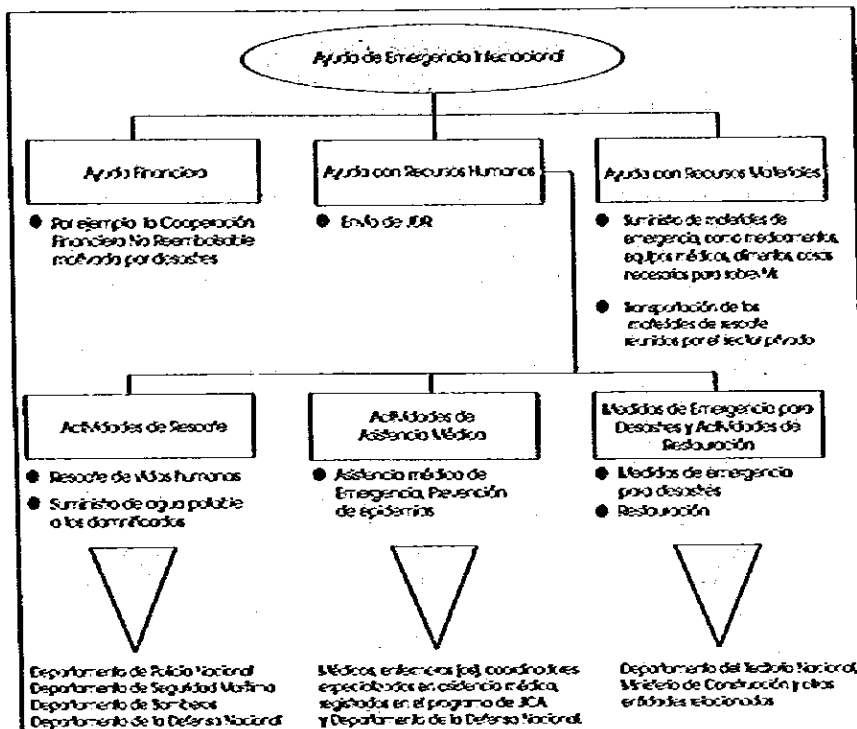 Ayuda de Emergencia Internacional
Ayuda Financiera
Ayuda con Recursos Humanos
Ayuda con Recursos Materiales
● Por ejemplo la Cooperación
Financiera No Reembolsable
motivada por desastres
● Envío de JDR
● Suministro de materiales de
emergencia, como medicamentos,
equipos médicos, alimentos, cosas
necesarias para
● Transportación de los
materiales de rescate
reunidos por el sector privado
Actividades de Rescate
Actividades de
Asistencia Médica
Medidas de Emergencia para
Desastres y Actividades de
Restauración
● Rescate de vidas humanas
● Suministro de agua potable
a los damnificados
● Asistencia médica de
Emergencia, Prevención
de epidemias
● Medidas de emergencia
para desastres
● Restauración
Departamento de Policía Nacional
Departamento de Seguridad Marítima
Departamento de Bomberos
Departamento de la Defensa Nacional
Médicos, enfermeros [as], coordinadores
especializados en asistencia médica,
registrados en el programa de JICA
y Departamento de la Defensa Nacional
Departamento del Territorio Nacional,
Ministerio de Construcción y otras
entidades relacionadas